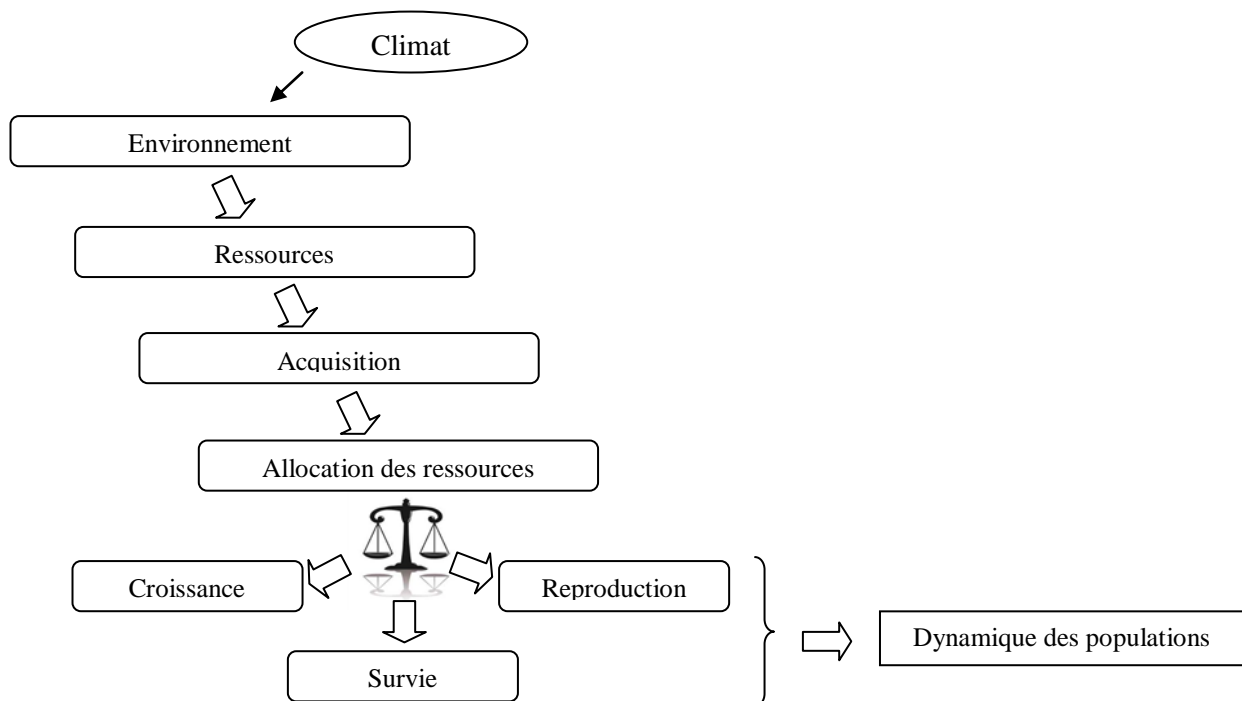 Climat
Environnement
Ressources
Acquisition
Allocation des ressources
Croissance
Reproduction
Survie
Dynamique des populations